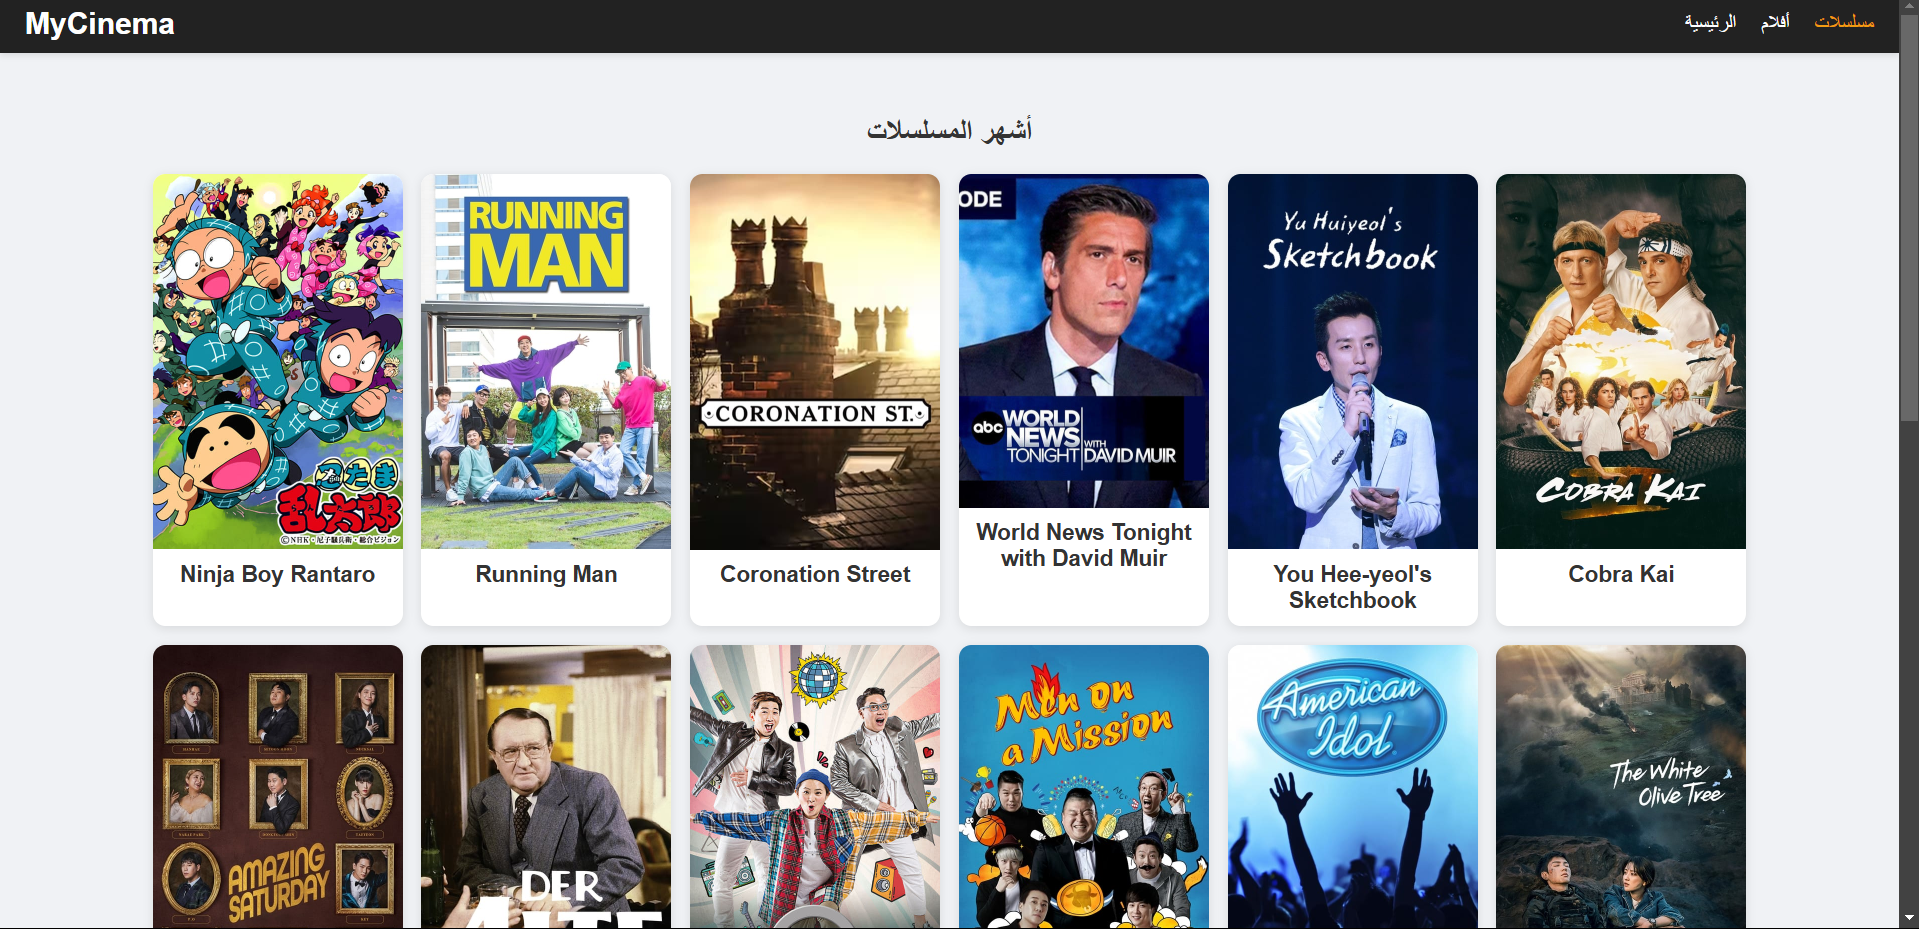 MyCinema
مسلسلات
أفلام
الرئيسية
أشهر المسلسلات
忍たま
乱太郎
©NHK・尼子騒兵衛・総合ビジョン
Ninja Boy Rantaro
RUNNING
MAN
Running Man
CORONATION ST.
Coronation Street
ODE
abc WORLD
NEWS
TONIGHT
WITH
DAVID MUIR
World News Tonight
with David Muir
Yu Huiyeol's
Sketchbook
You Hee-yeol's
Sketchbook
COBRA KAI
Cobra Kai
AMAZING
SATURDAY
KEY
DER
ALTE
Men on
a Mission
American
Idol
The White
Olive Tree